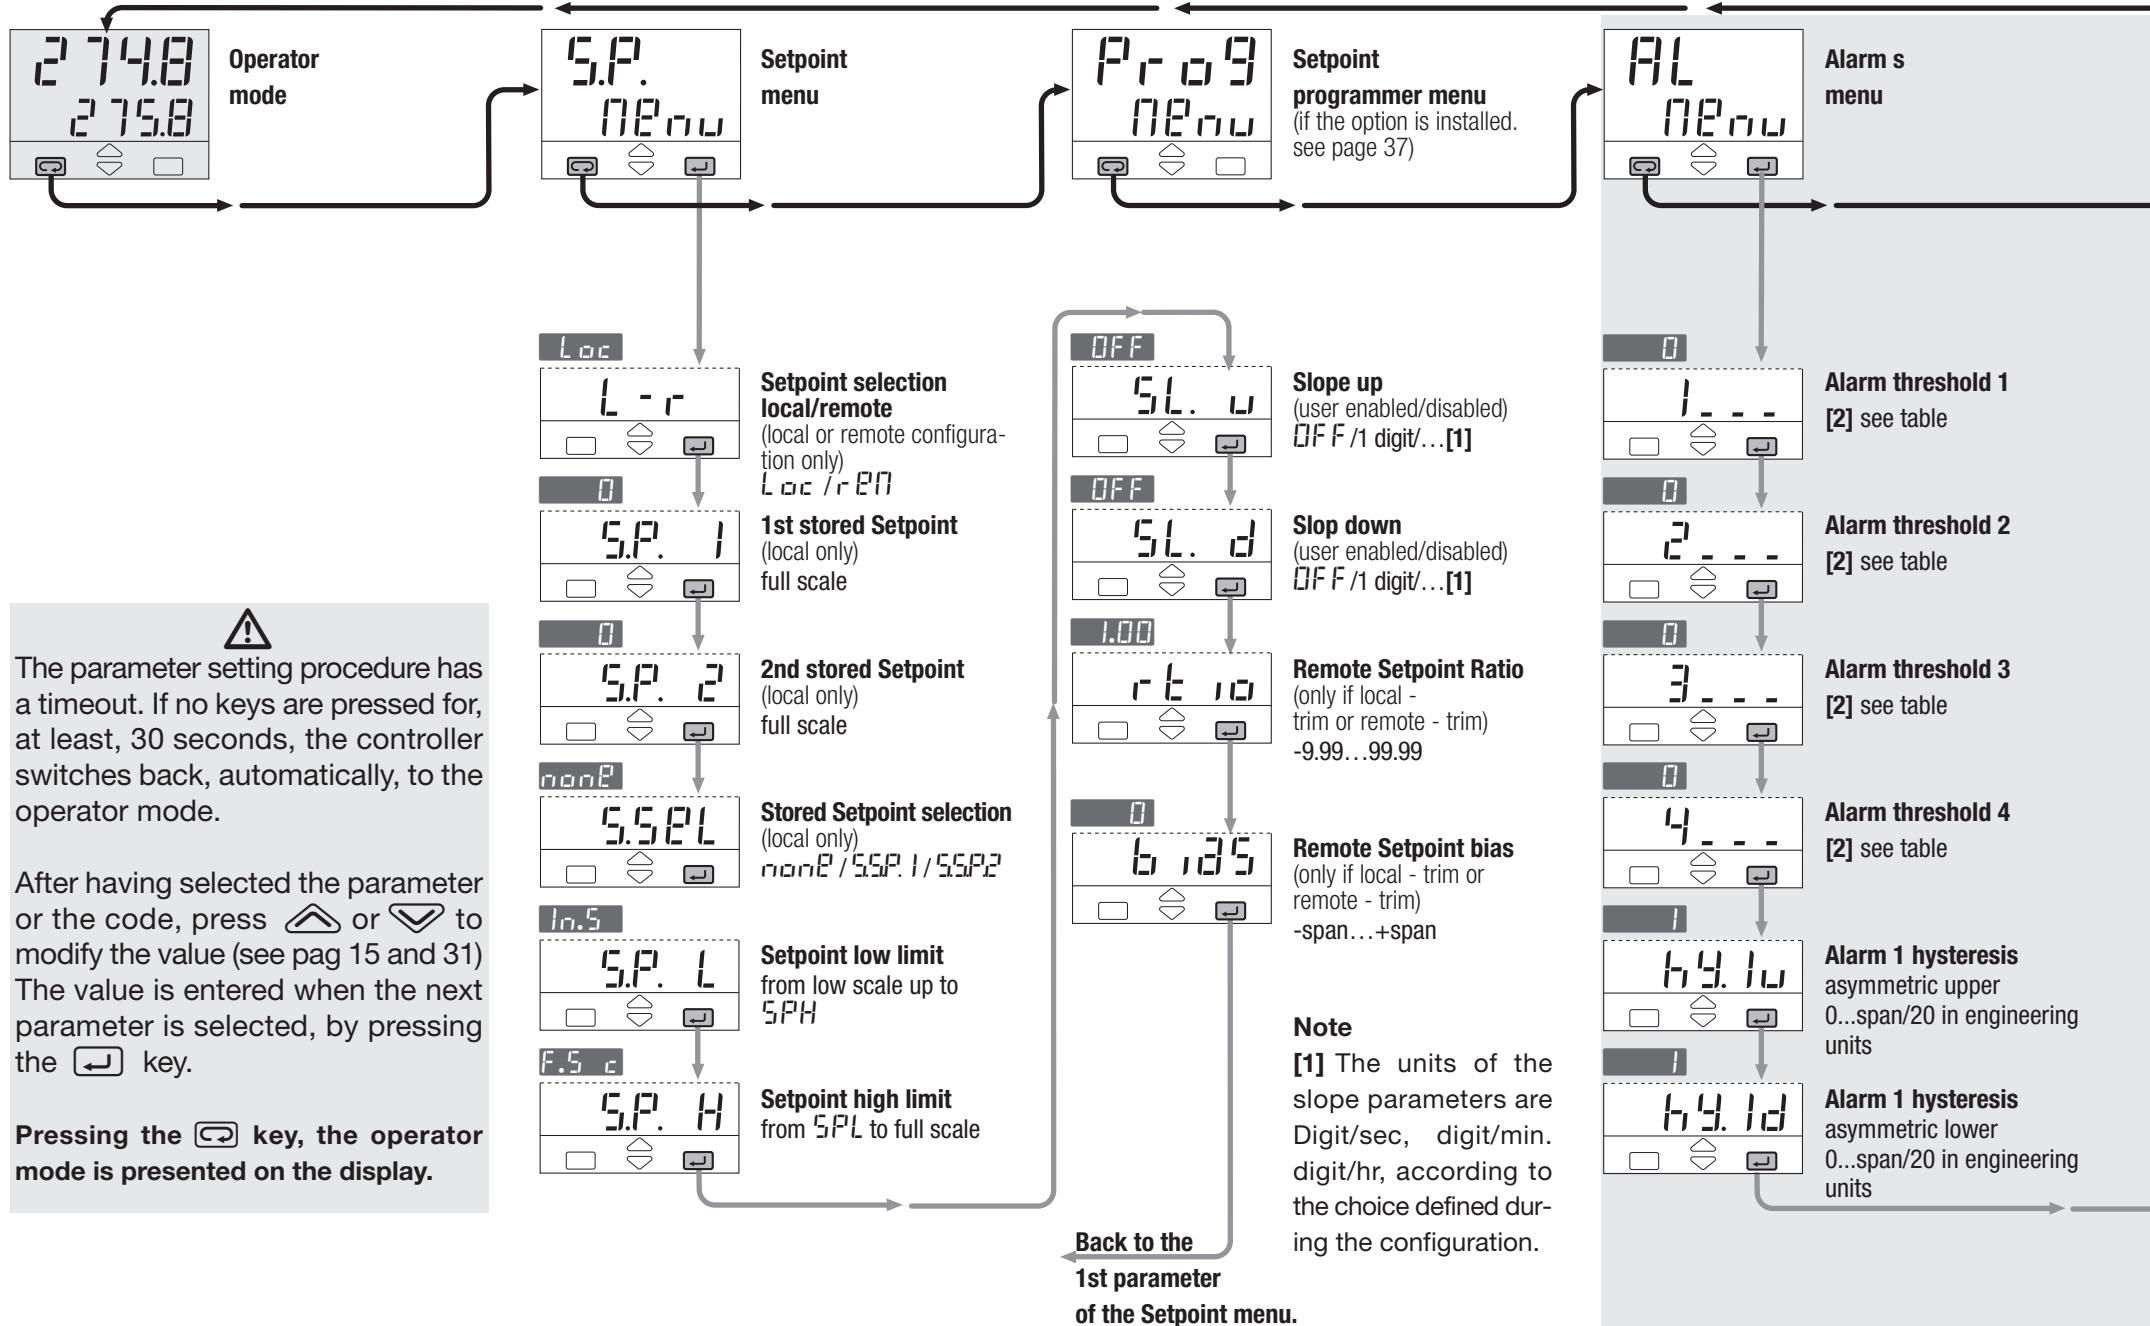 274.8
275.8
Operator
mode
S.P.
MEnu
Setpoint
menu
ProG
MEnu
Setpoint
programmer menu
(if the option is installed.
see page 37)
AL
MEnu
Alarm s
menu
The parameter setting procedure has
a timeout. If no keys are pressed for,
at least, 30 seconds, the controller
switches back, automatically, to the
operator mode.
After having selected the parameter
or the code, press or to
modify the value (see pag 15 and 31)
The value is entered when the next
parameter is selected, by pressing
the key.
Pressing the key, the operator
mode is presented on the display.
Loc
L-r
Setpoint selection
local/remote
(local or remote configura-
tion only)
Loc /rEM
0
S.P. 1
1st stored Setpoint
(local only)
full scale
0
S.P. 2
2nd stored Setpoint
(local only)
full scale
nonE
S.SEL
Stored Setpoint selection
(local only)
nonE / S.S.P.1 / S.S.P.2
In.S
S.P. L
Setpoint low limit
from low scale up to
S.P.H
F.S c
S.P. H
Setpoint high limit
from S.P.L to full scale
OFF
SL. u
Slope up
(user enabled/disabled)
OFF /1 digit/…[1]
OFF
SL. d
Slop down
(user enabled/disabled)
OFF /1 digit/…[1]
1.00
rtio
Remote Setpoint Ratio
(only if local -
trim or remote - trim)
-9.99…99.99
0
biaS
Remote Setpoint bias
(only if local - trim or
remote - trim)
-span…+span
Back to the
1st parameter
of the Setpoint menu.
Note
[1] The units of the
slope parameters are
Digit/sec, digit/min.
digit/hr, according to
the choice defined dur-
ing the configuration.
0
1_ _ _
Alarm threshold 1
[2] see table
0
2_ _ _
Alarm threshold 2
[2] see table
0
3_ _ _
Alarm threshold 3
[2] see table
0
4_ _ _
Alarm threshold 4
[2] see table
1
hy.1u
Alarm 1 hysteresis
asymmetric upper
0...span/20 in engineering
units
1
hy.1d
Alarm 1 hysteresis
asymmetric lower
0...span/20 in engineering
units